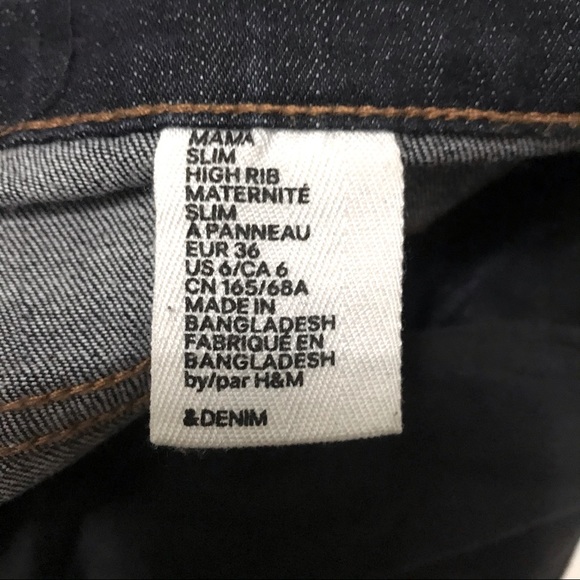 MAMA
SLIM
HIGH RIB
MATERNITÉ
SLIM
À PANNEAU
EUR 36
US 6/CA 6
CN 165/68A
MADE IN
BANGLADESH
FABRIQUÉ EN
BANGLADESH
by/par H&M
&DENIM